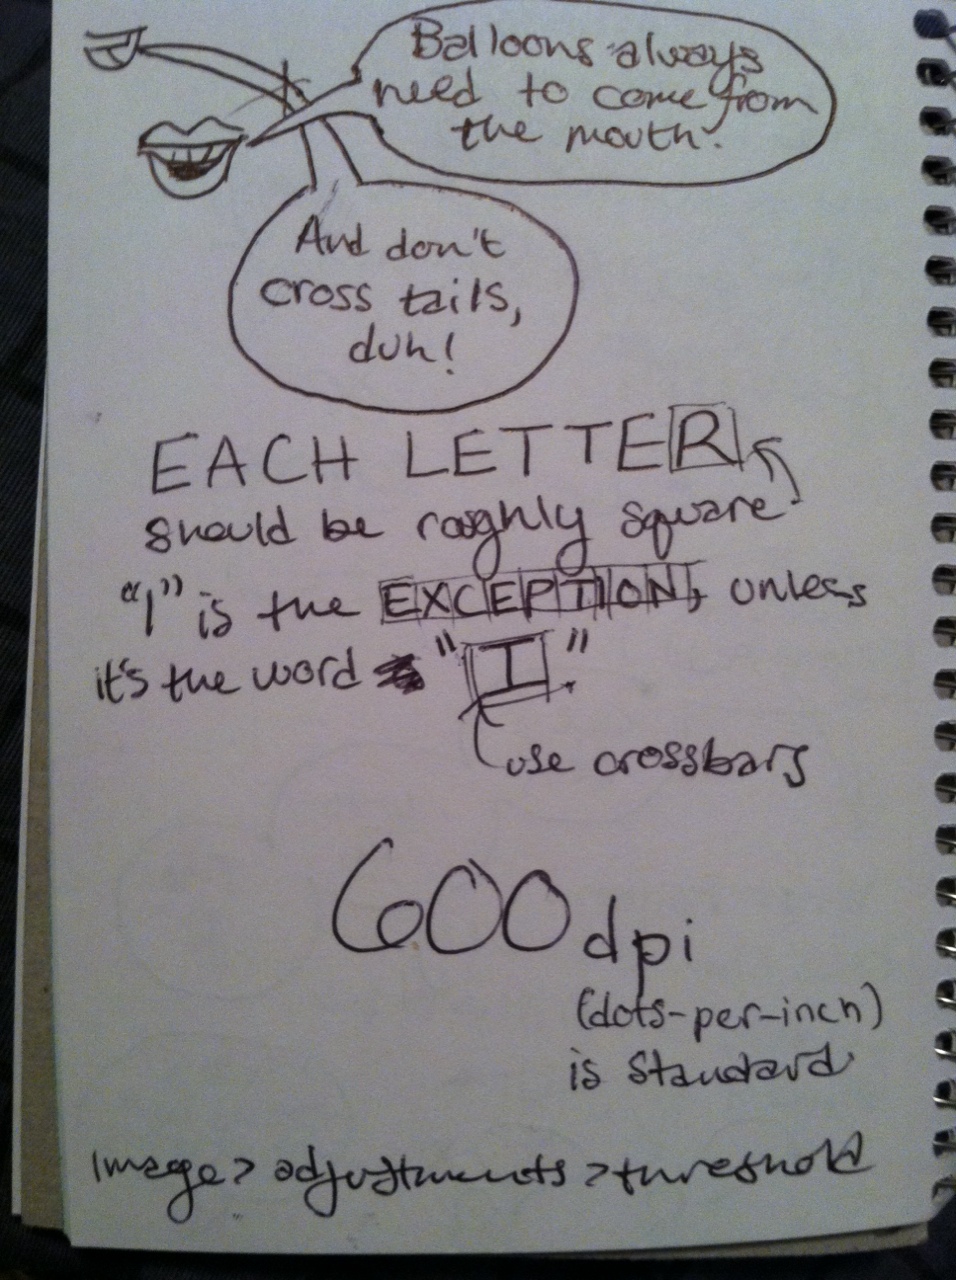 Balloons always
need to come from
the mouth.
And don't
cross tails,
duh!
EACH LETTER
should be roughly square
"I" is the EXCEPTION, unless
it's the word "I"
use crossbars
600 dpi
(dots-per-inch)
is standard
Image > adjustments > threshold